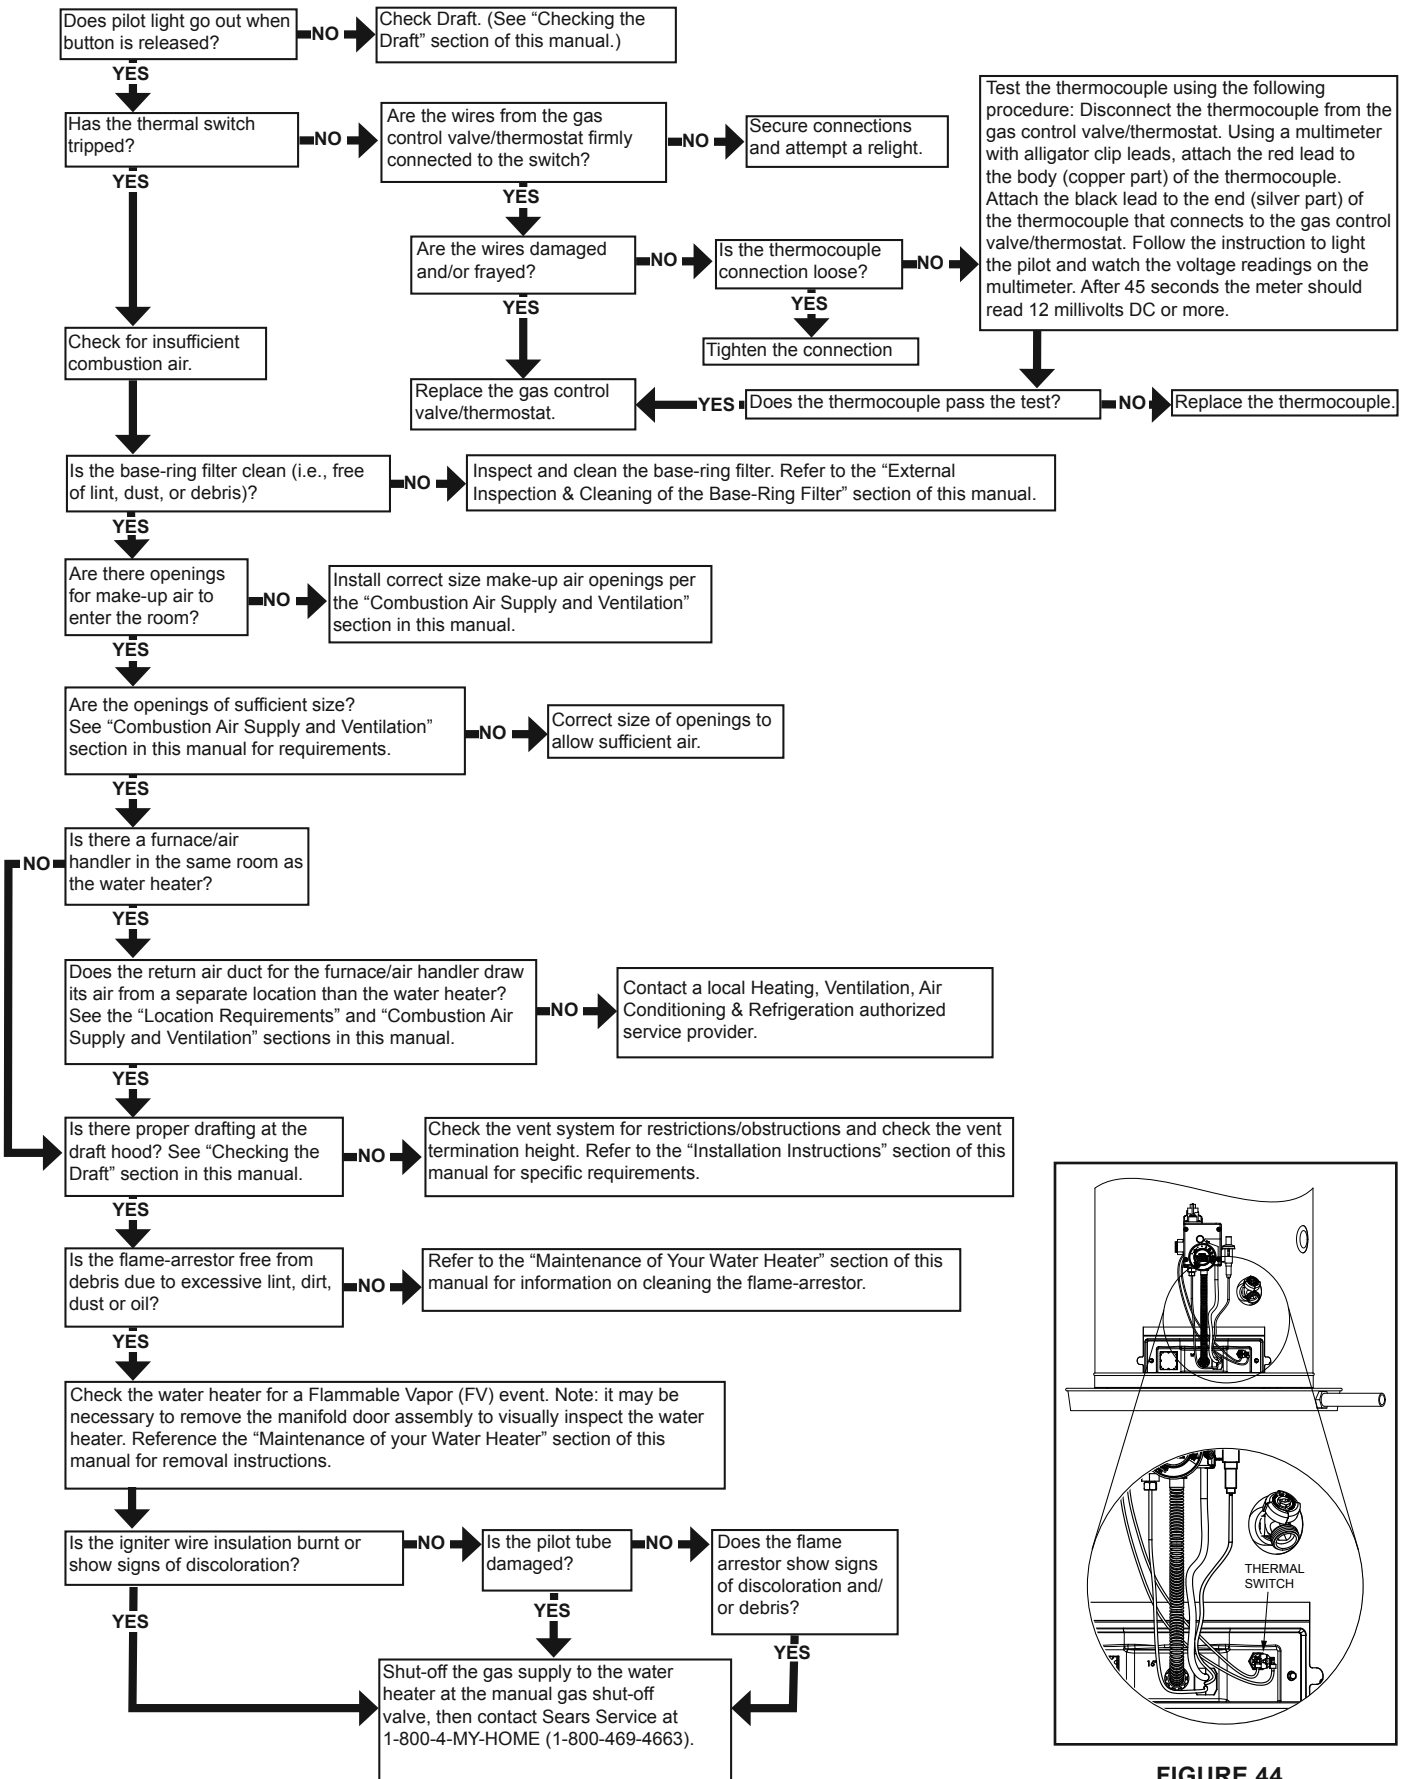 Does pilot light go out when
button is released?
NO
Check Draft. (See “Checking the
Draft” section of this manual.)
YES
Has the thermal switch
tripped?
NO
Are the wires from the gas
control valve/thermostat firmly
connected to the switch?
NO
Secure connections
and attempt a relight.
Test the thermocouple using the following
procedure: Disconnect the thermocouple from the
gas control valve/thermostat. Using a multimeter
with alligator clip leads, attach the red lead to
the body (copper part) of the thermocouple.
Attach the black lead to the end (silver part) of
the thermocouple that connects to the gas control
valve/thermostat. Follow the instruction to light
the pilot and watch the voltage readings on the
multimeter. After 45 seconds the meter should
read 12 millivolts DC or more.
YES
YES
Are the wires damaged
and/or frayed?
NO
Is the thermocouple
connection loose?
NO
YES
YES
Tighten the connection
Check for insufficient
combustion air.
Replace the gas control
valve/thermostat.
YES
Does the thermocouple pass the test?
NO
Replace the thermocouple.
Is the base-ring filter clean (i.e., free
of lint, dust, or debris)?
NO
Inspect and clean the base-ring filter. Refer to the “External
Inspection & Cleaning of the Base-Ring Filter” section of this manual.
YES
Are there openings
for make-up air to
enter the room?
NO
Install correct size make-up air openings per
the “Combustion Air Supply and Ventilation”
section in this manual.
YES
Are the openings of sufficient size?
See “Combustion Air Supply and Ventilation”
section in this manual for requirements.
NO
Correct size of openings to
allow sufficient air.
YES
Is there a furnace/air
handler in the same room as
the water heater?
NO
YES
Does the return air duct for the furnace/air handler draw
its air from a separate location than the water heater?
See the “Location Requirements” and “Combustion Air
Supply and Ventilation” sections in this manual.
NO
Contact a local Heating, Ventilation, Air
Conditioning & Refrigeration authorized
service provider.
YES
Is there proper drafting at the
draft hood? See “Checking the
Draft” section in this manual.
NO
Check the vent system for restrictions/obstructions and check the vent
termination height. Refer to the “Installation Instructions” section of this
manual for specific requirements.
YES
Is the flame-arrestor free from
debris due to excessive lint, dirt,
dust or oil?
NO
Refer to the “Maintenance of Your Water Heater” section of this
manual for information on cleaning the flame-arrestor.
YES
Check the water heater for a Flammable Vapor (FV) event. Note: it may be
necessary to remove the manifold door assembly to visually inspect the water
heater. Reference the “Maintenance of your Water Heater” section of this
manual for removal instructions.
Is the igniter wire insulation burnt or
show signs of discoloration?
NO
Is the pilot tube
damaged?
NO
Does the flame
arrestor show signs
of discoloration and/
or debris?
YES
YES
YES
Shut-off the gas supply to the water
heater at the manual gas shut-off
valve, then contact Sears Service at
1-800-4-MY-HOME (1-800-469-4663).
THERMAL
SWITCH
16
FIGURE 44